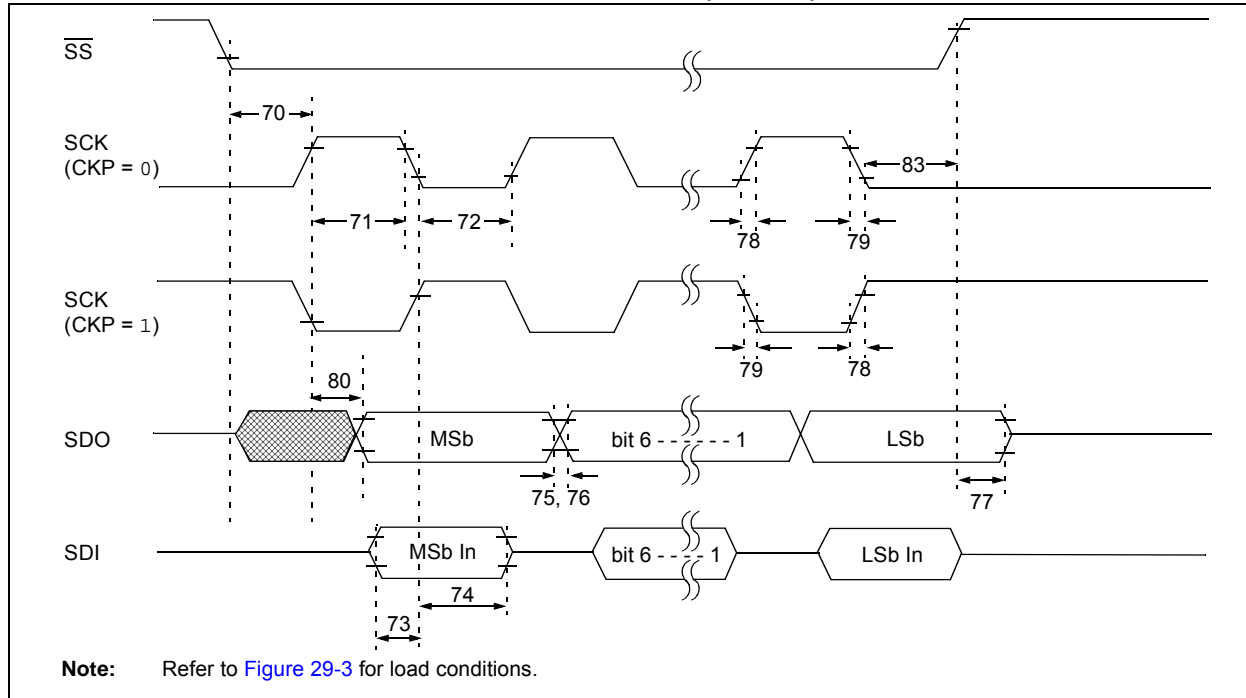 SS
70
SCK
(CKP = 0)
83
71
72
78
79
SCK
(CKP = 1)
79
78
80
SDO
MSb
bit 6 - - - - - - 1
LSb
75, 76
77
SDI
MSb In
bit 6 - - - - 1
LSb In
74
73
Note: Refer to Figure 29-3 for load conditions.